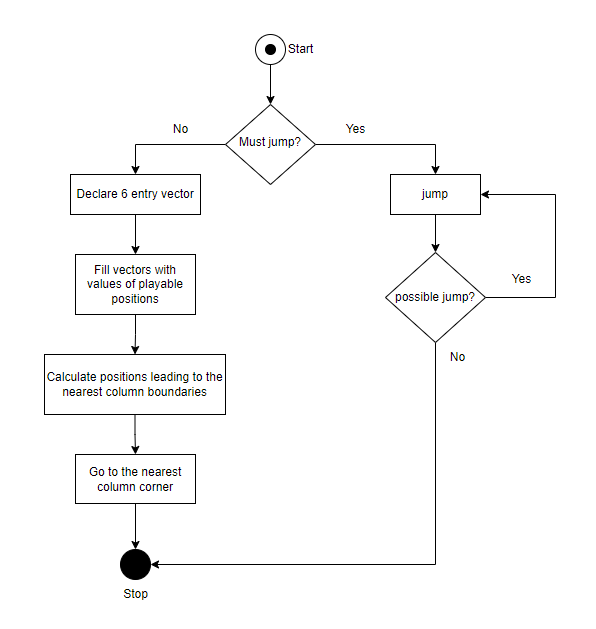 Start
Must jump?
No
Yes
Declare 6 entry vector
jump
Fill vectors with
values of playable
positions
possible jump?
Yes
No
Calculate positions leading to the
nearest column boundaries
Go to the nearest
column corner
Stop